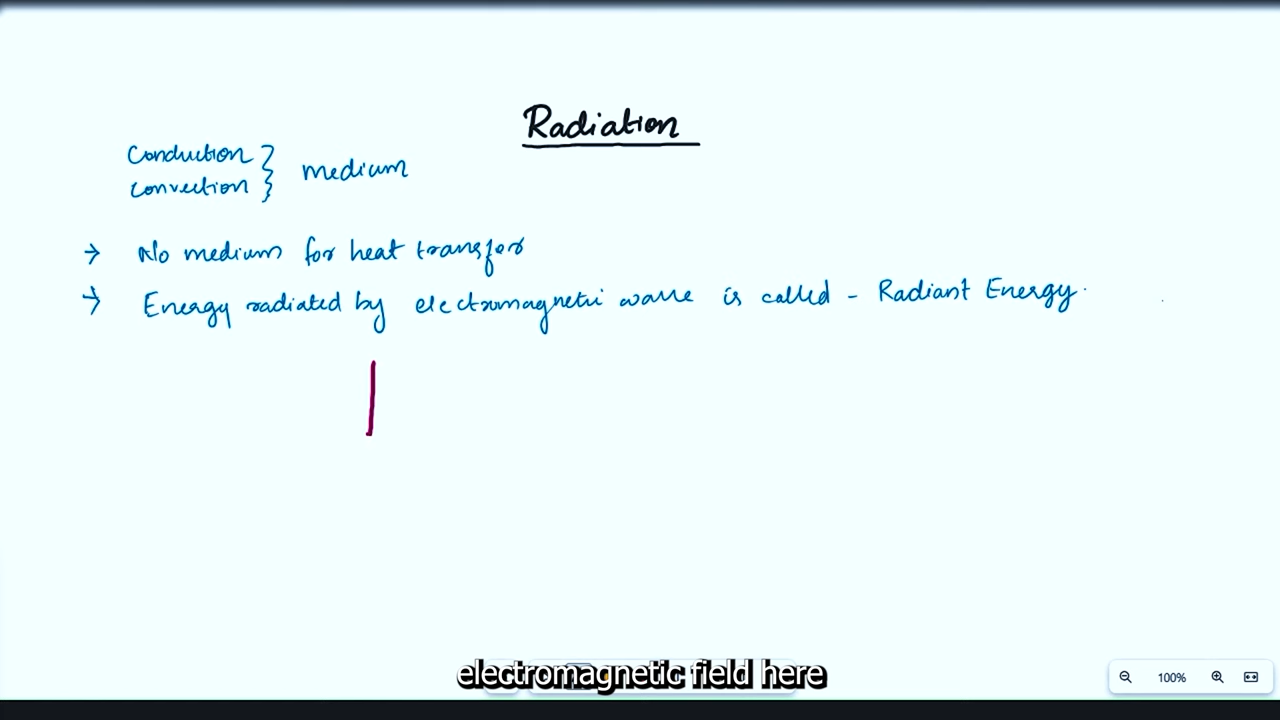 Radiation
Conduction
Convection } medium
→ No medium for heat transfer
→ Energy radiated by electromagnetic wave is called - Radiant Energy.
electromagnetic field here
100%